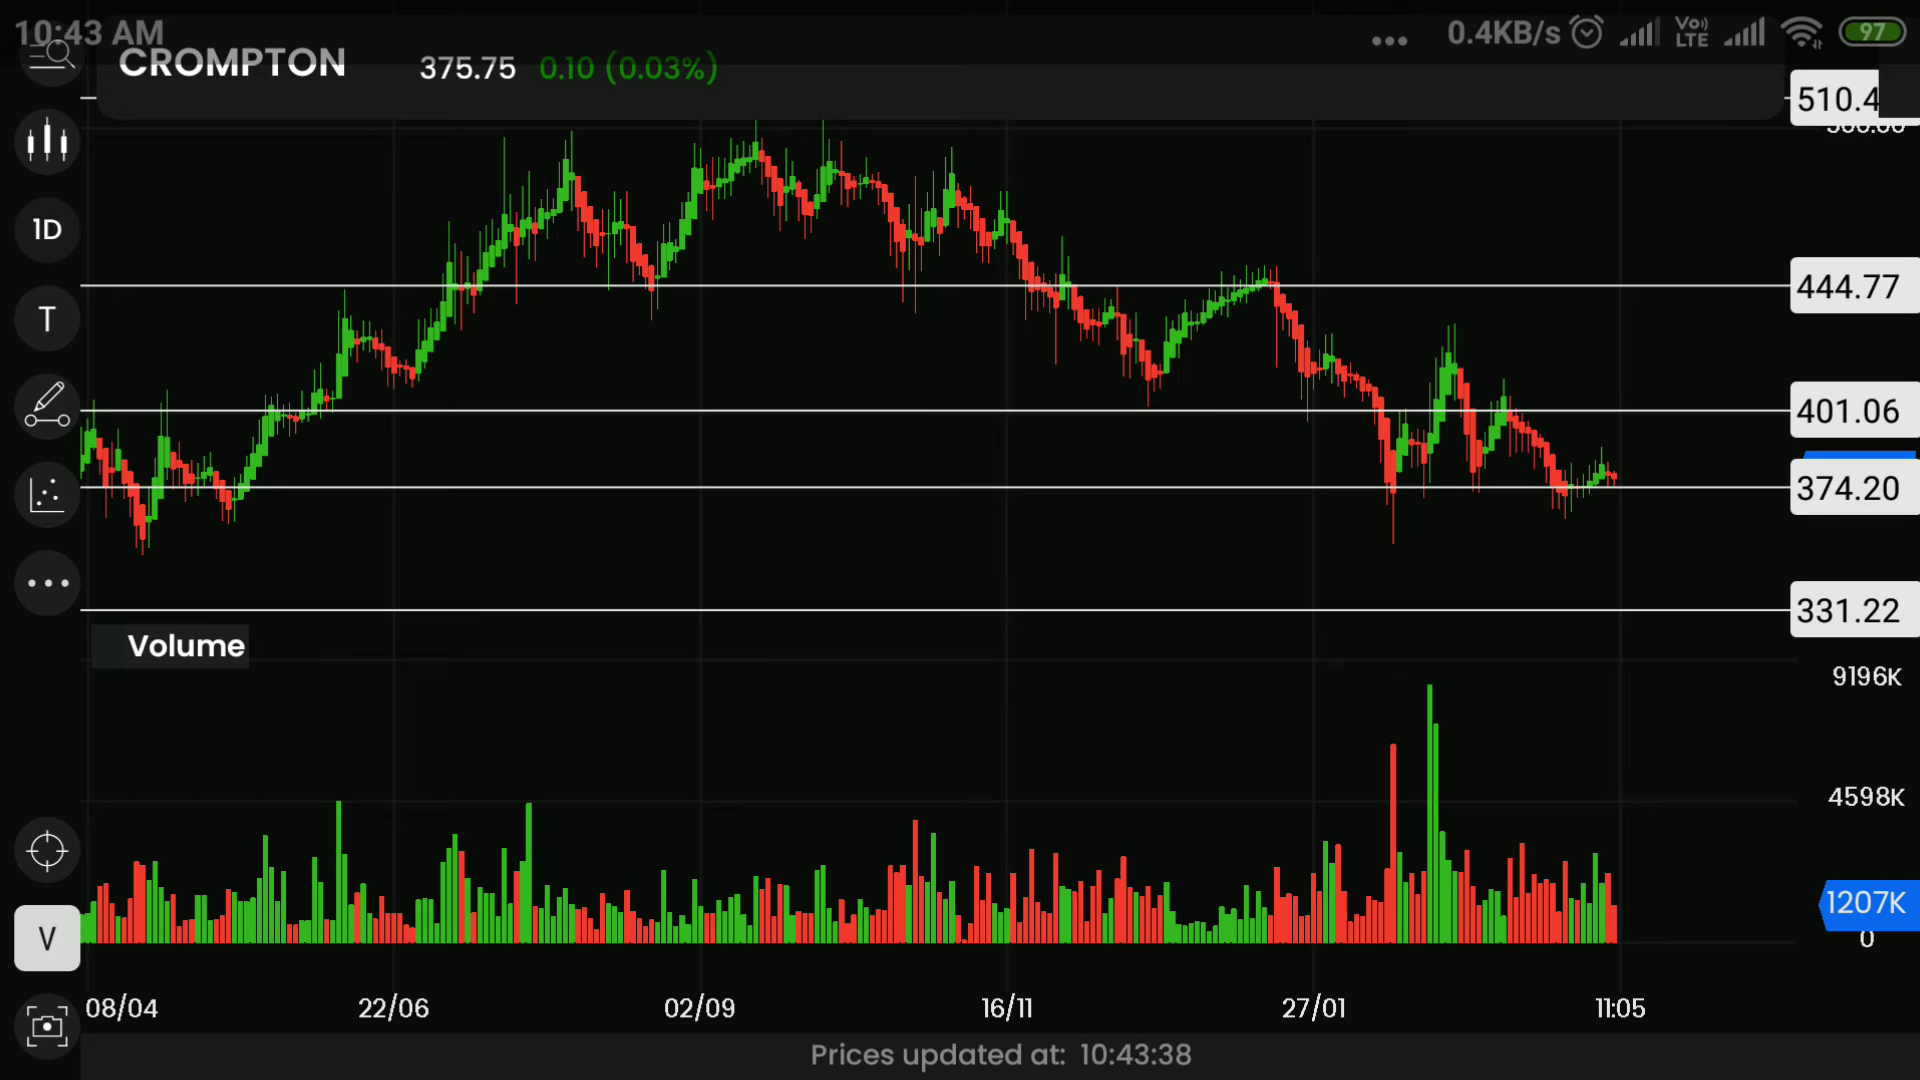 10:43 AM
0.4KB/s
Vo))
LTE
97
CROMPTON
375.75 0.10 (0.03%)
510.4
1D
T
444.77
401.06
374.20
331.22
Volume
9196K
4598K
1207K
0
V
08/04 22/06 02/09 16/11 27/01 11:05
Prices updated at: 10:43:38